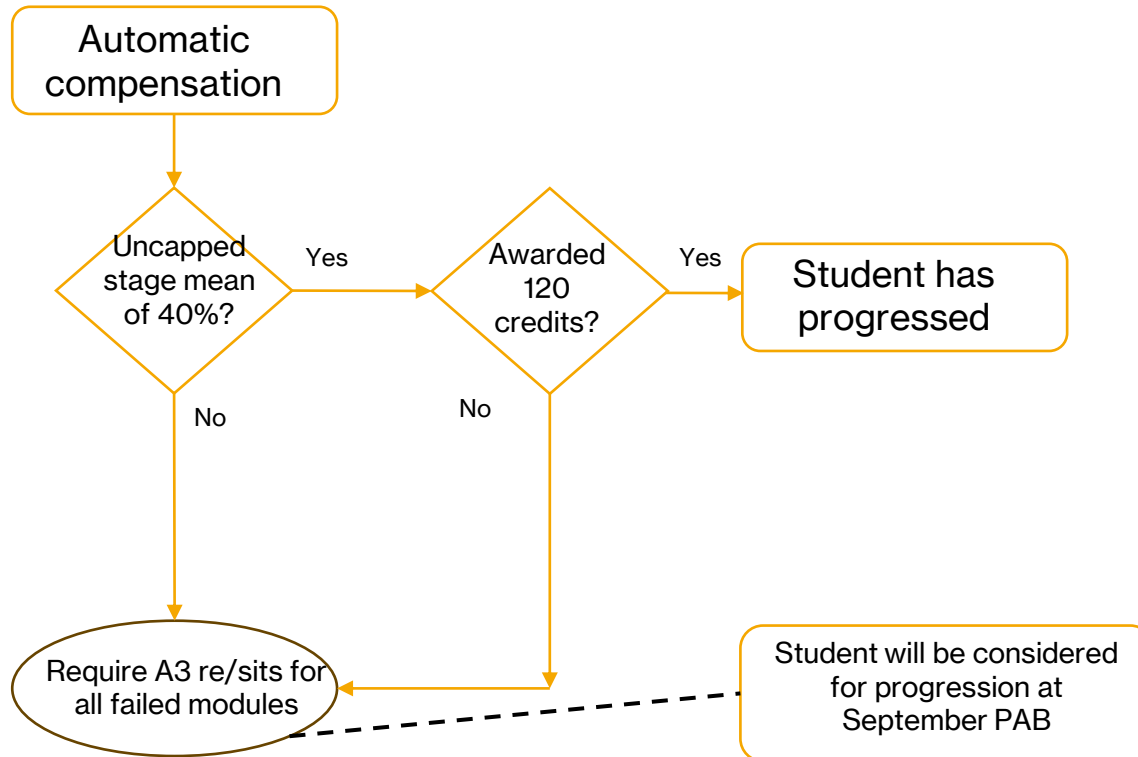 Automatic
compensation
Uncapped
stage mean
of 40%?
Yes
Awarded
120
credits?
Yes
Student has
progressed
No
No
Require A3 re/sits for
all failed modules
Student will be considered
for progression at
September PAB